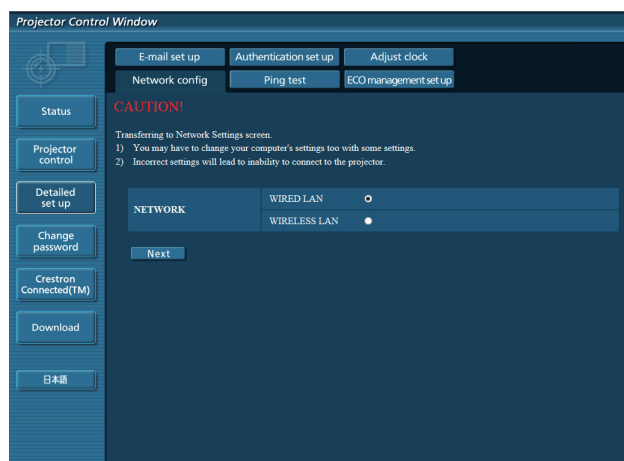 Projector Control Window
E-mail set up
Authentication set up
Adjust clock
Network config
Ping test
ECO management set up
Status
Projector
control
Detailed
set up
Change
password
Crestron
Connected(TM)
Download
日本語
CAUTION!
Transferring to Network Settings screen.
1) You may have to change your computer's settings too with some settings.
2) Incorrect settings will lead to inability to connect to the projector.
NETWORK
WIRED LAN
WIRELESS LAN
Next